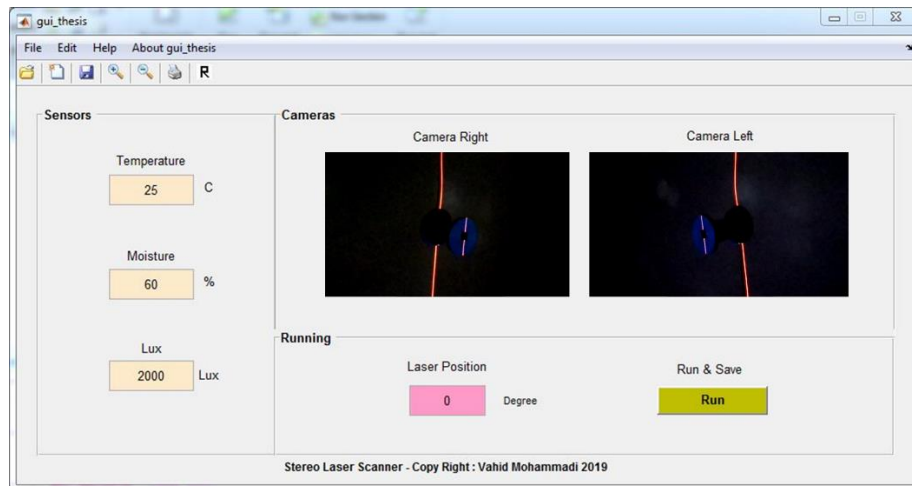 gui_thesis
File Edit Help About gui_thesis
R
Sensors
Temperature
25 C
Moisture
60 %
Lux
2000 Lux
Cameras
Camera Right
Camera Left
Running
Laser Position
0 Degree
Run & Save
Run
Stereo Laser Scanner - Copy Right : Vahid Mohammadi 2019